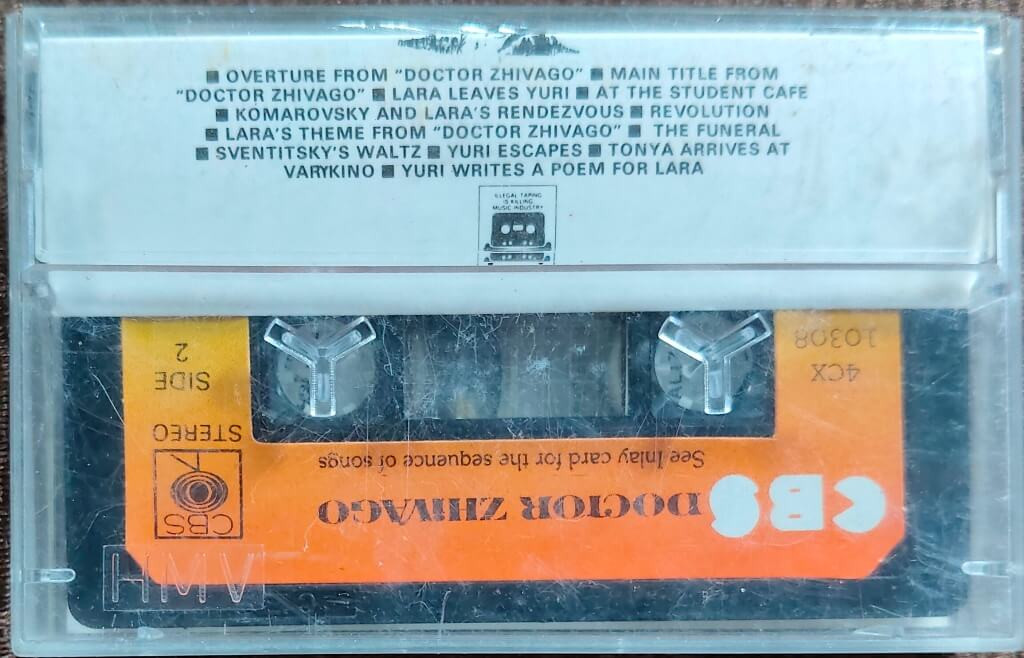 ■ OVERTURE FROM "DOCTOR ZHIVAGO" ■ MAIN TITLE FROM
"DOCTOR ZHIVAGO" ■ LARA LEAVES YURI ■ AT THE STUDENT CAFE
■ KOMAROVSKY AND LARA'S RENDEZVOUS ■ REVOLUTION
■ LARA'S THEME FROM "DOCTOR ZHIVAGO" ■ THE FUNERAL
■ SVENTITSKY'S WALTZ ■ YURI ESCAPES ■ TONYA ARRIVES AT
VARYKINO ■ YURI WRITES A POEM FOR LARA
ILLEGAL TAPING
IS KILLING
MUSIC INDUSTRY
CBS DOCTOR ZHIVAGO
CBS
See Inlay card for the sequence of songs
STEREO
4CX
10308
SIDE
2
HMV